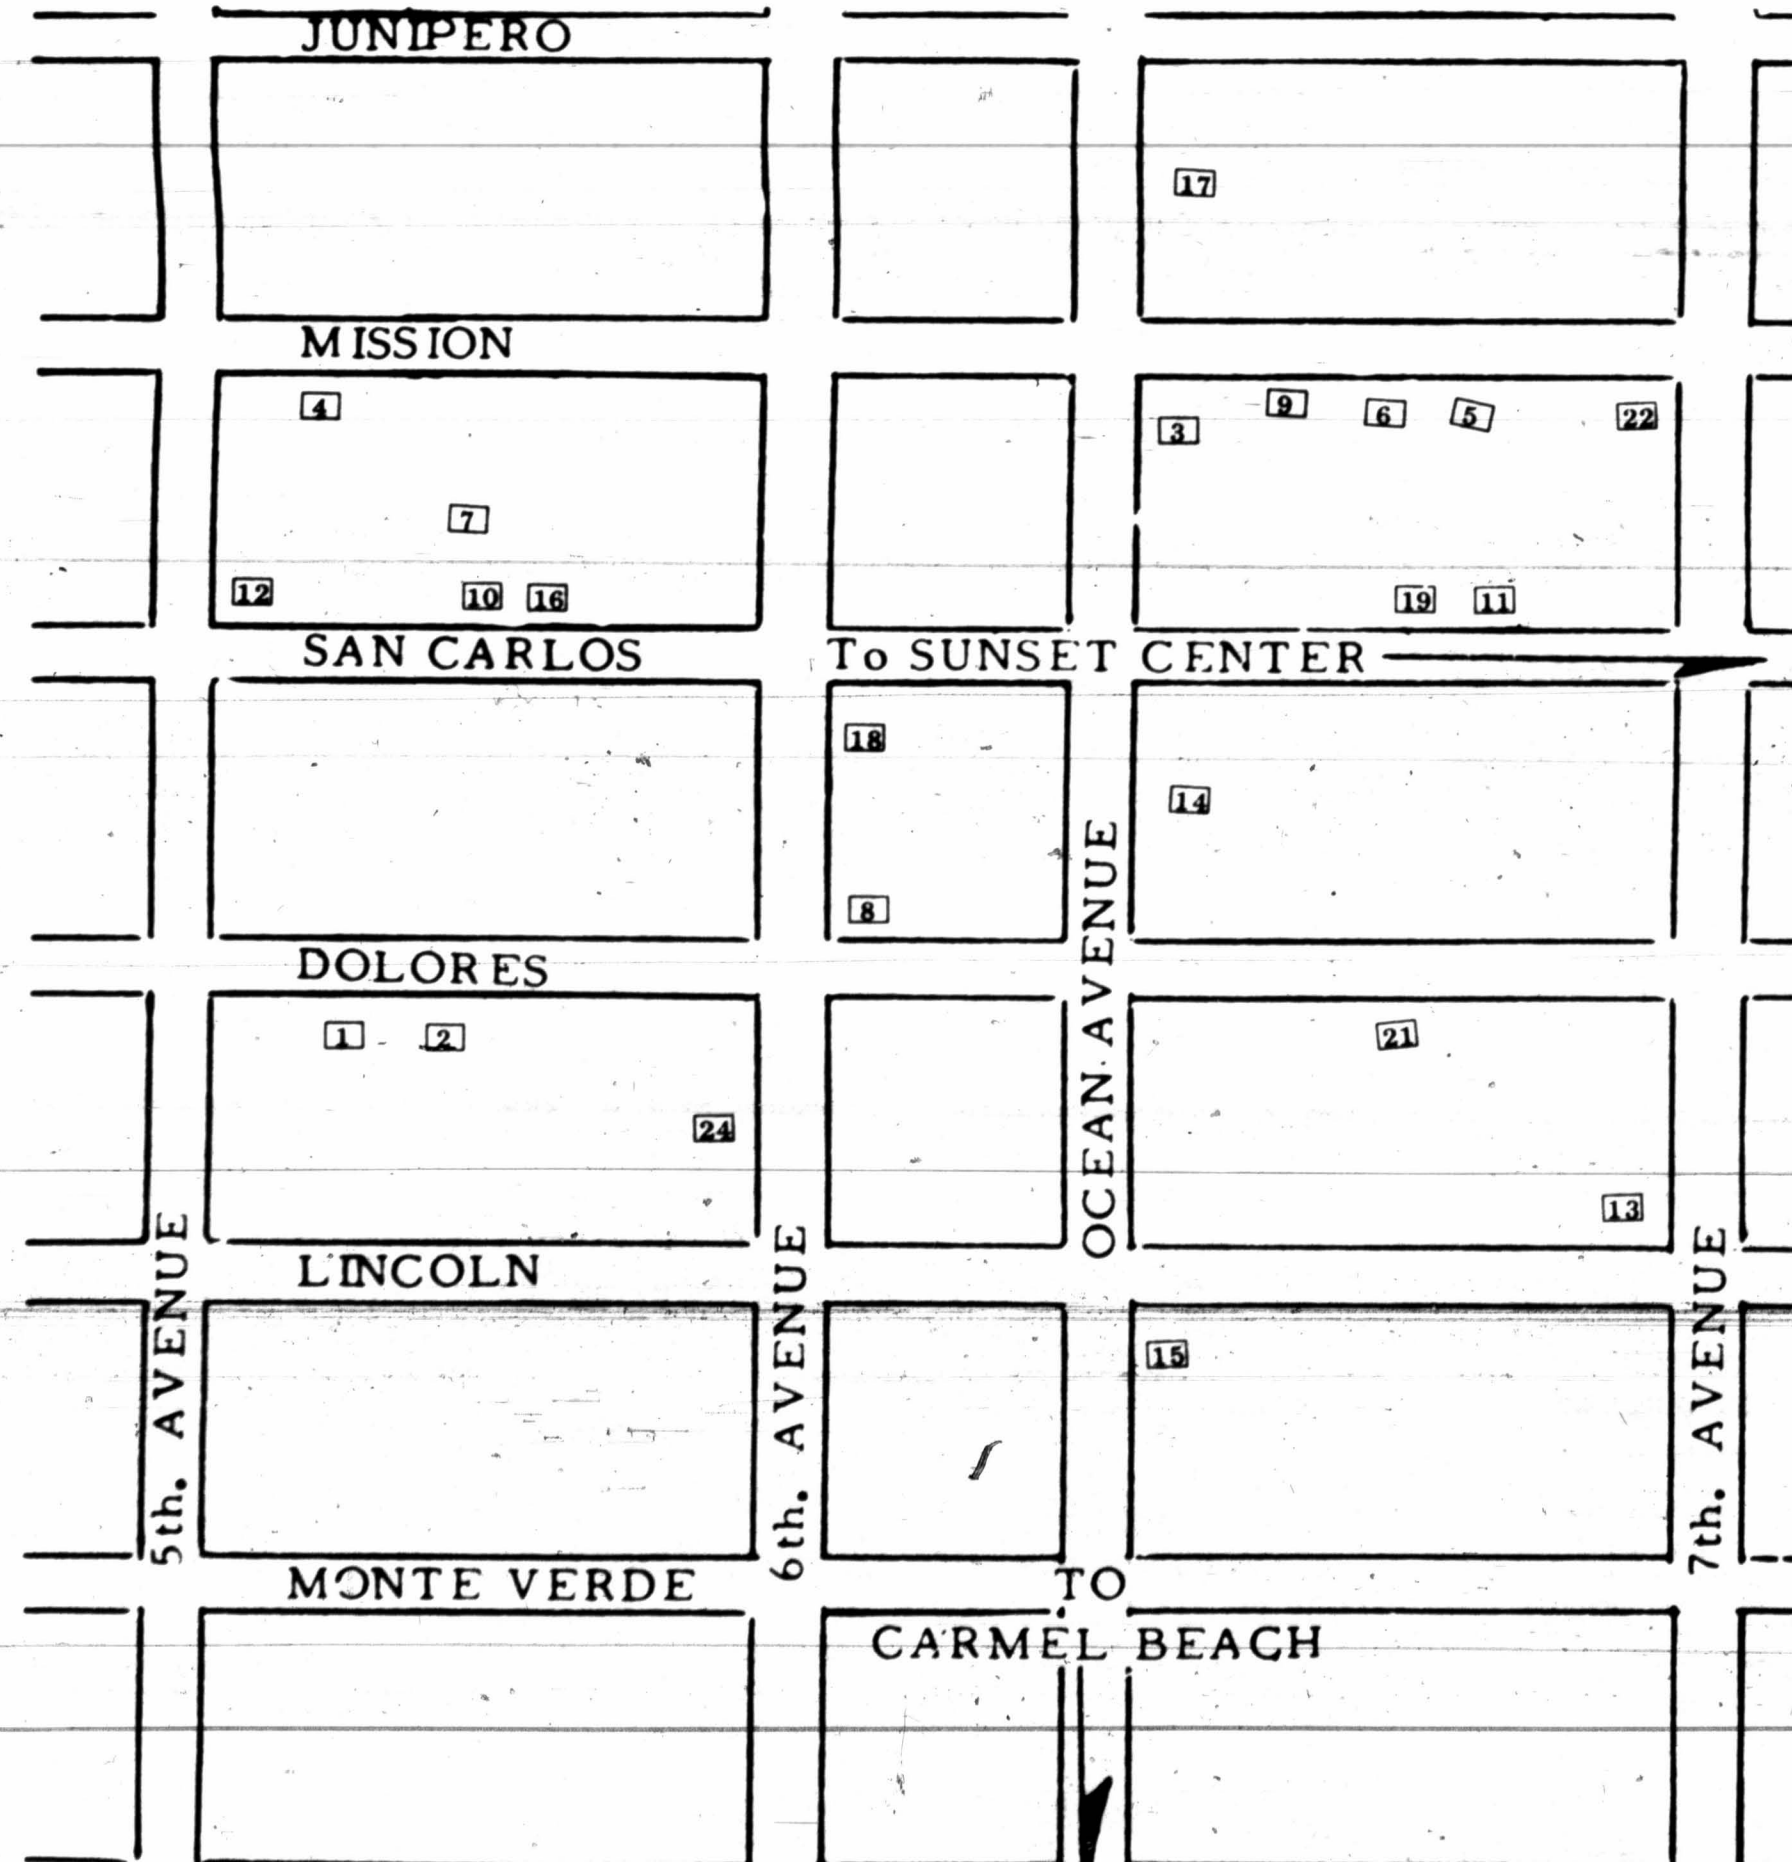 JUNIPERO
17
MISSION
4
9
6
5
22
3
7
12
10
16
19
11
SAN CARLOS
To SUNSET CENTER
18
14
8
OCEAN AVENUE
DOLORES
1
2
21
24
13
LINCOLN
5th. AVENUE
6th. AVENUE
7th. AVENUE
15
MONTE VERDE
TO
CARMEL BEACH